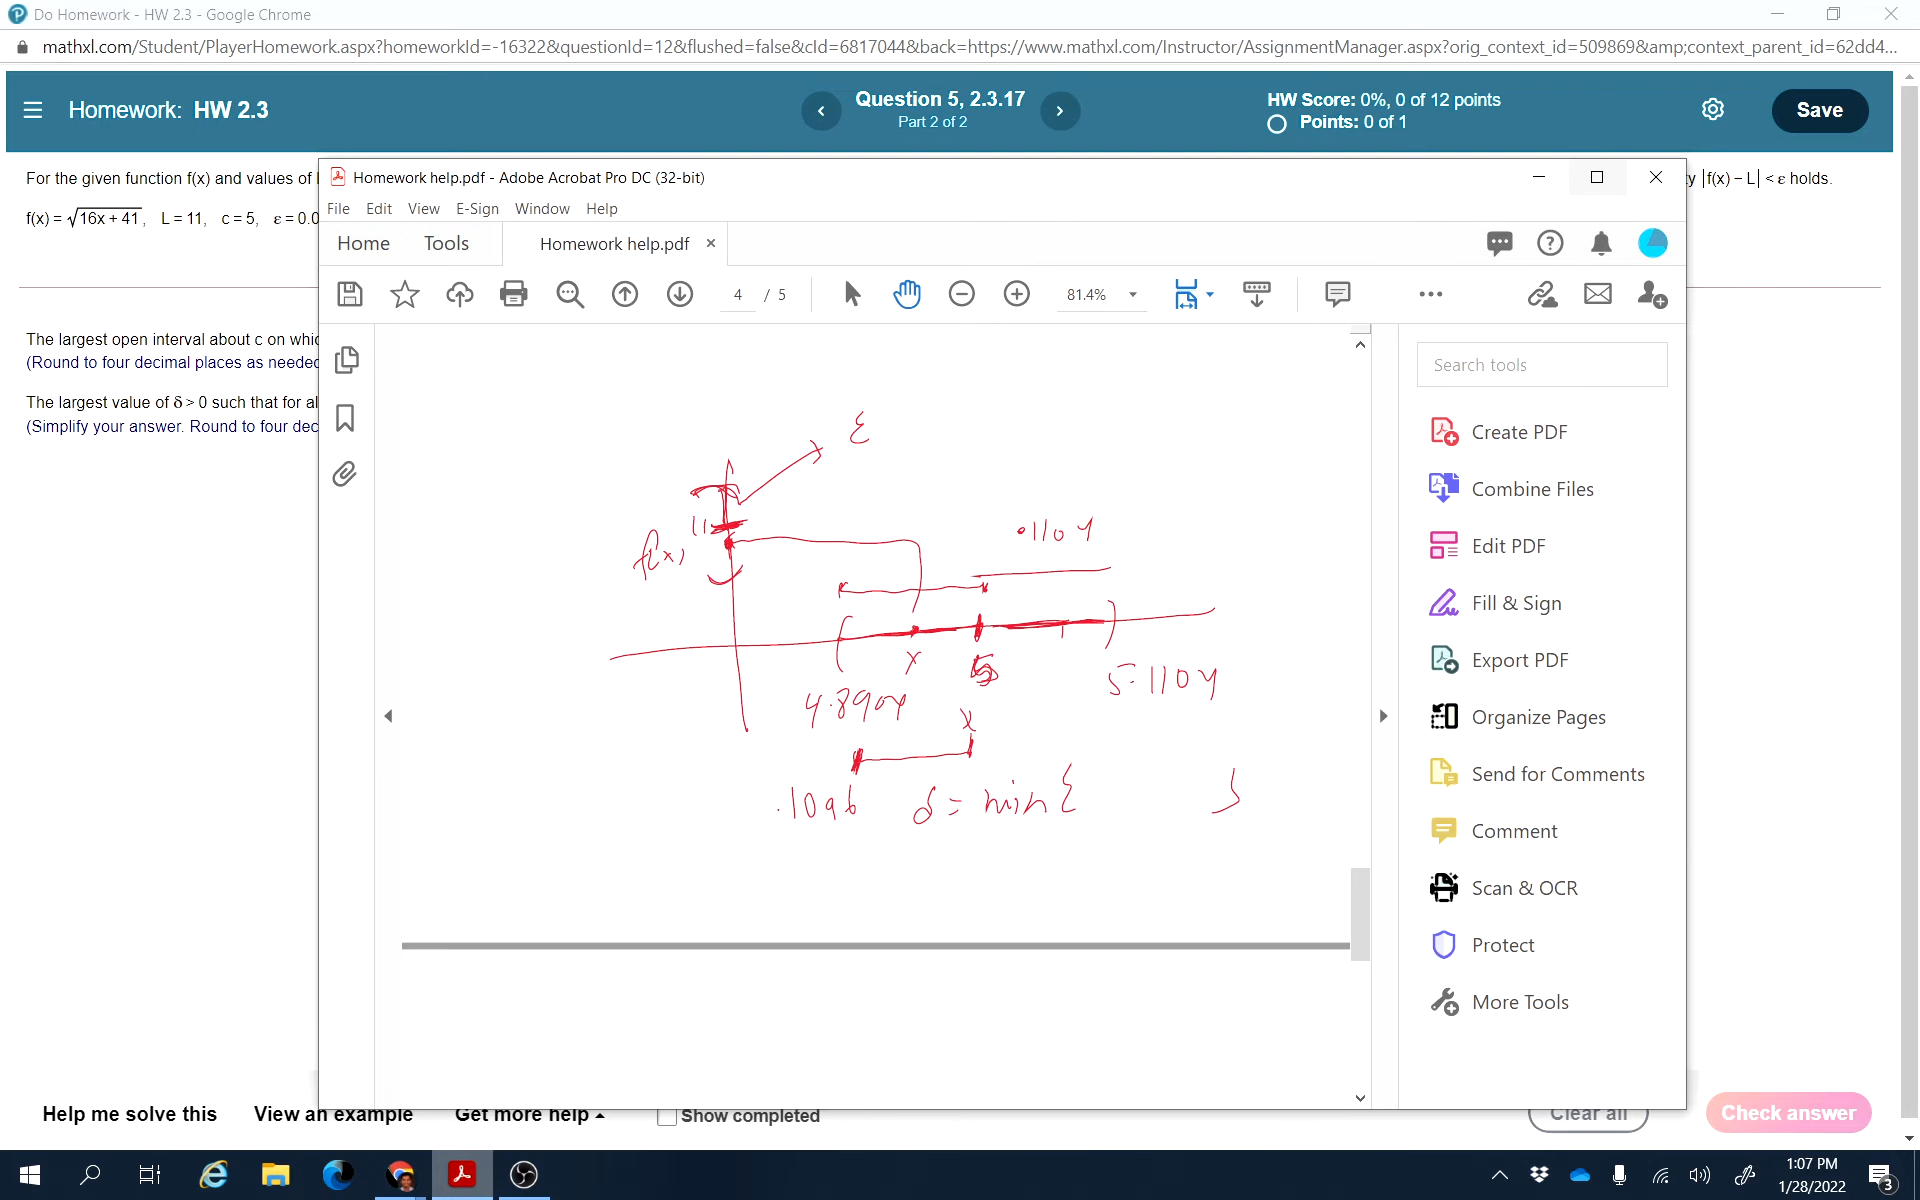 Do Homework - HW 2.3 - Google Chrome
mathxl.com/Student/PlayerHomework.aspx?homeworkId=-16322&questionId=12&flushed=false&cId=6817044&back=https://www.mathxl.com/Instructor/AssignmentManager.aspx?orig_context_id=509869&amp;context_parent_id=62dd4...
Homework: HW 2.3
Question 5, 2.3.17
Part 2 of 2
HW Score: 0%, 0 of 12 points
Points: 0 of 1
Save
For the given function f(x) and values of
y |f(x) − L| < ε holds.
f(x) = √16x + 41, L = 11, c = 5, ε = 0.0
The largest open interval about c on whic
(Round to four decimal places as needed
The largest value of δ > 0 such that for al
(Simplify your answer. Round to four dec
Homework help.pdf - Adobe Acrobat Pro DC (32-bit)
File Edit View E-Sign Window Help
Home Tools Homework help.pdf ×
4 / 5 81.4%
Search tools
Create PDF
Combine Files
Edit PDF
Fill & Sign
Export PDF
Organize Pages
Send for Comments
Comment
Scan & OCR
Protect
More Tools
ε
11
.1104
f(x)
x 5
4.8904
5.1104
x
.1096 δ = min { }
Help me solve this View an example Get more help Show completed
Clear all Check answer
1:07 PM
1/28/2022
3